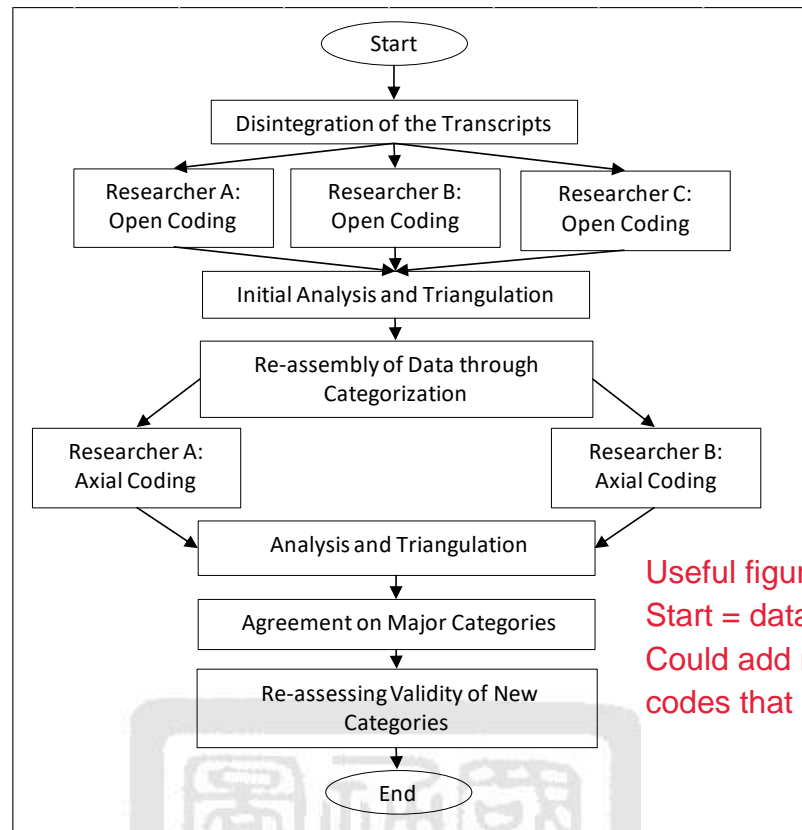 Start
Disintegration of the Transcripts
Researcher A:
Open Coding
Researcher B:
Open Coding
Researcher C:
Open Coding
Initial Analysis and Triangulation
Re-assembly of Data through
Categorization
Researcher A:
Axial Coding
Researcher B:
Axial Coding
Analysis and Triangulation
Useful
Start = data
Could add
codes that
Agreement on Major Categories
Re-assessing Validity of New
Categories
End